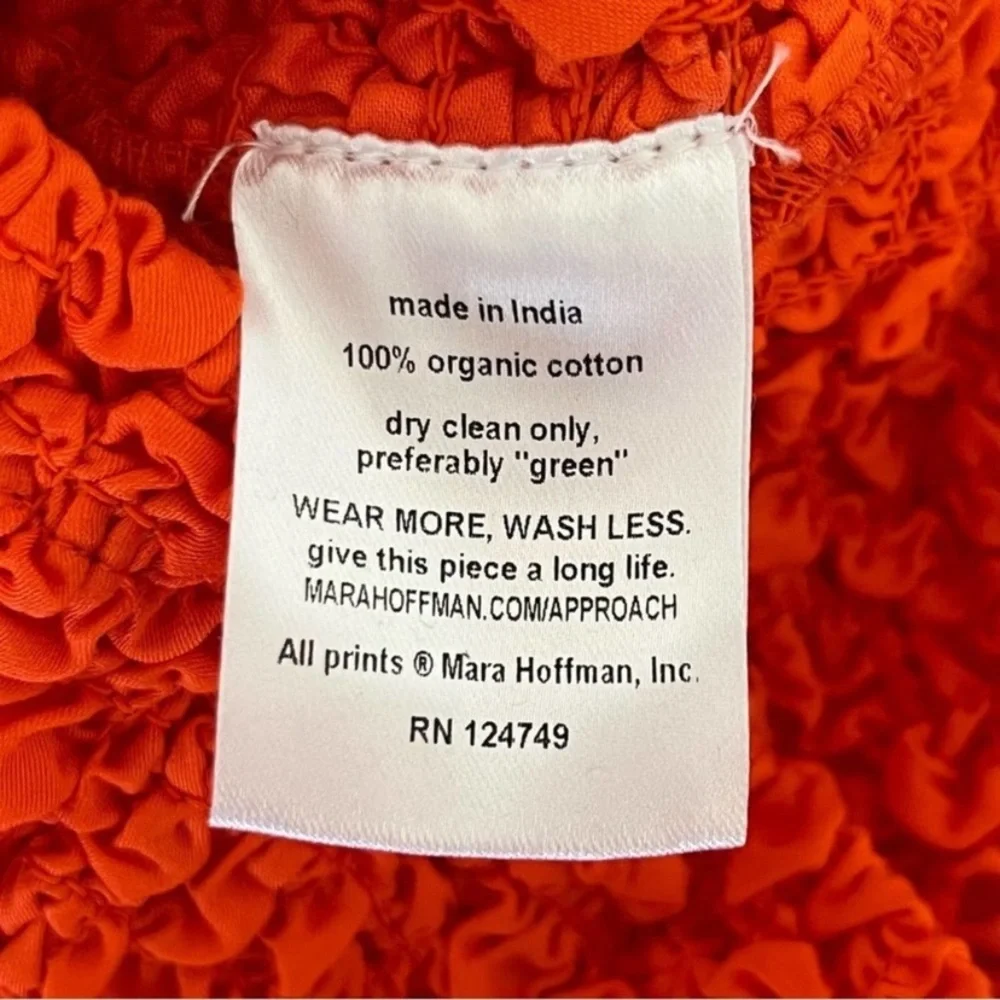 made in India
100% organic cotton
dry clean only,
preferably "green"
WEAR MORE, WASH LESS.
give this piece a long life.
MARAHOFFMAN.COM/APPROACH
All prints ® Mara Hoffman, Inc.
RN 124749